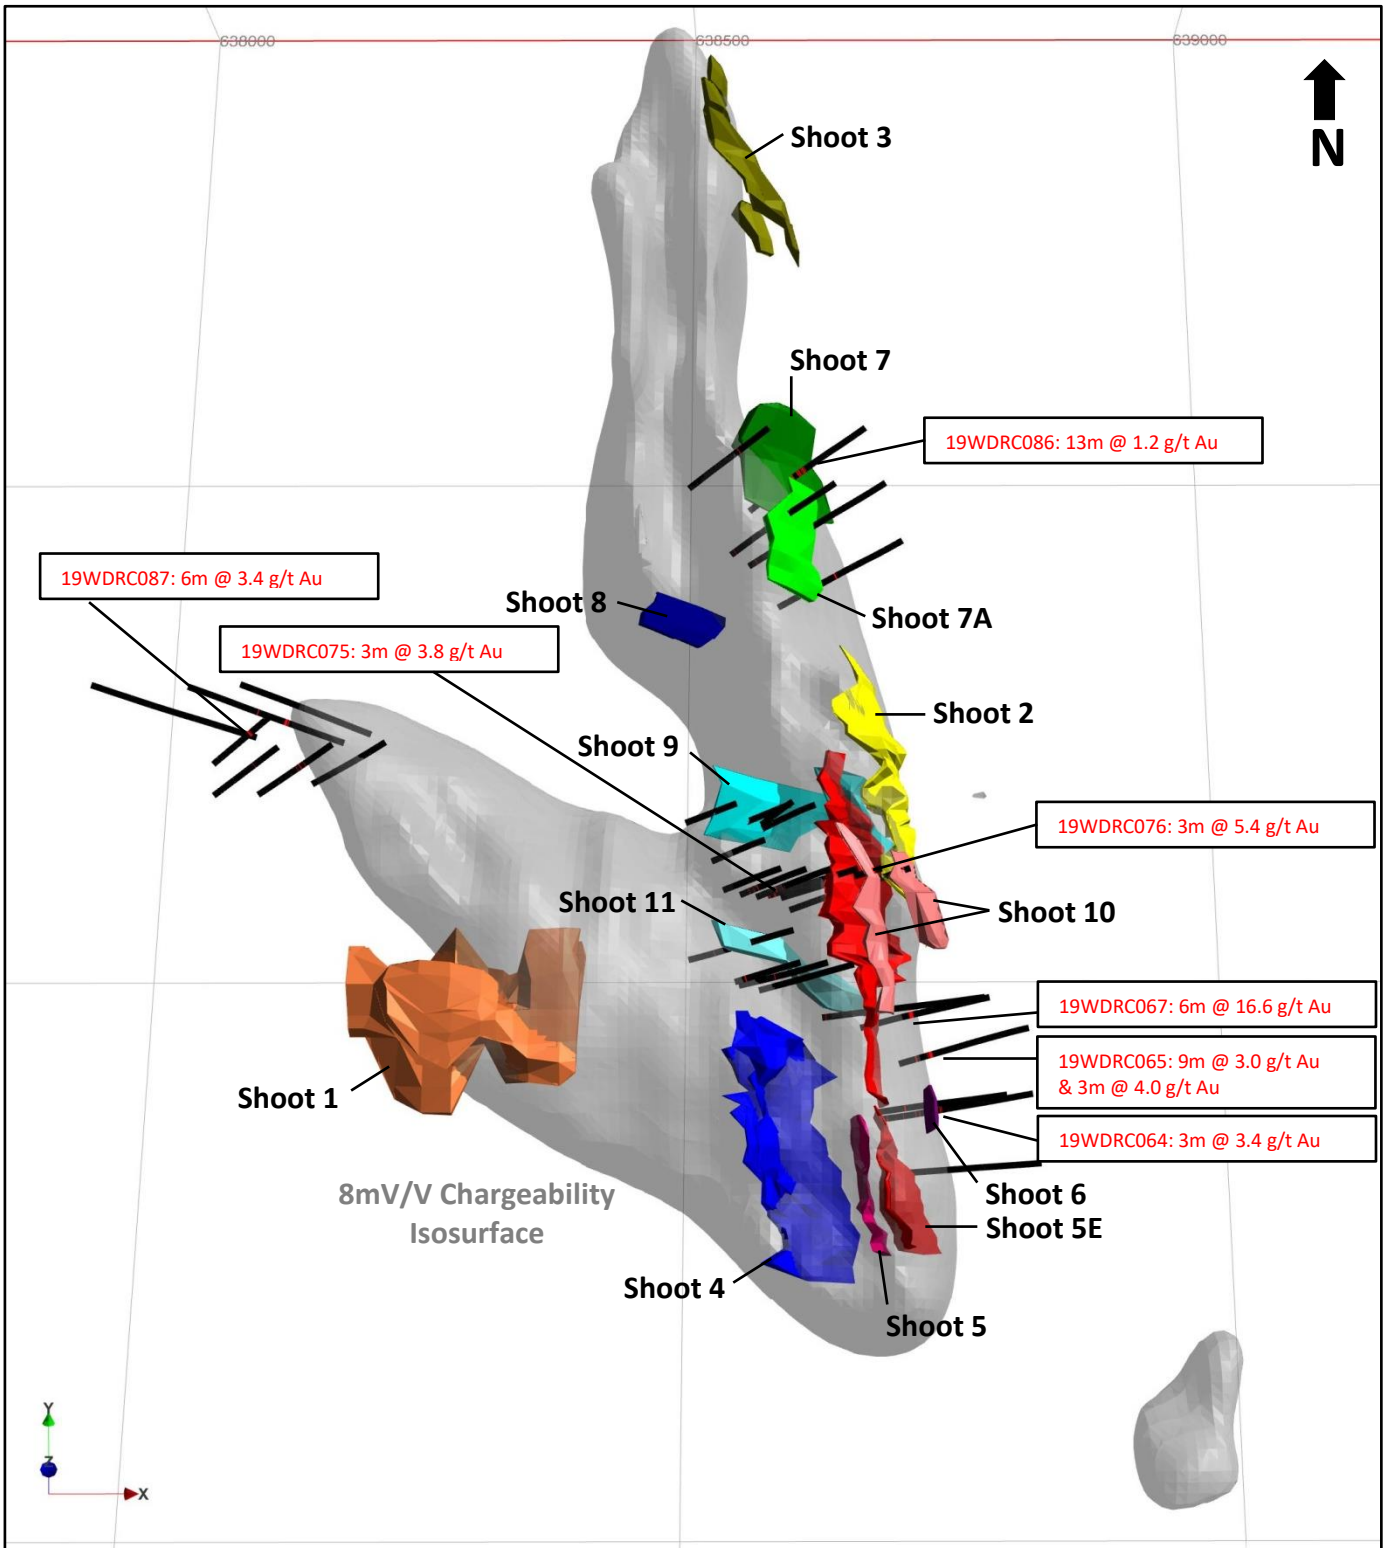 638000
638500
639000
N
Shoot 3
Shoot 7
19WDRC086: 13m @ 1.2 g/t Au
19WDRC087: 6m @ 3.4 g/t Au
Shoot 8
Shoot 7A
19WDRC075: 3m @ 3.8 g/t Au
Shoot 2
Shoot 9
19WDRC076: 3m @ 5.4 g/t Au
Shoot 11
Shoot 10
19WDRC067: 6m @ 16.6 g/t Au
19WDRC065: 9m @ 3.0 g/t Au
& 3m @ 4.0 g/t Au
Shoot 1
19WDRC064: 3m @ 3.4 g/t Au
8mV/V Chargeability
Isosurface
Shoot 6
Shoot 5E
Shoot 4
Shoot 5
Y
Z
X